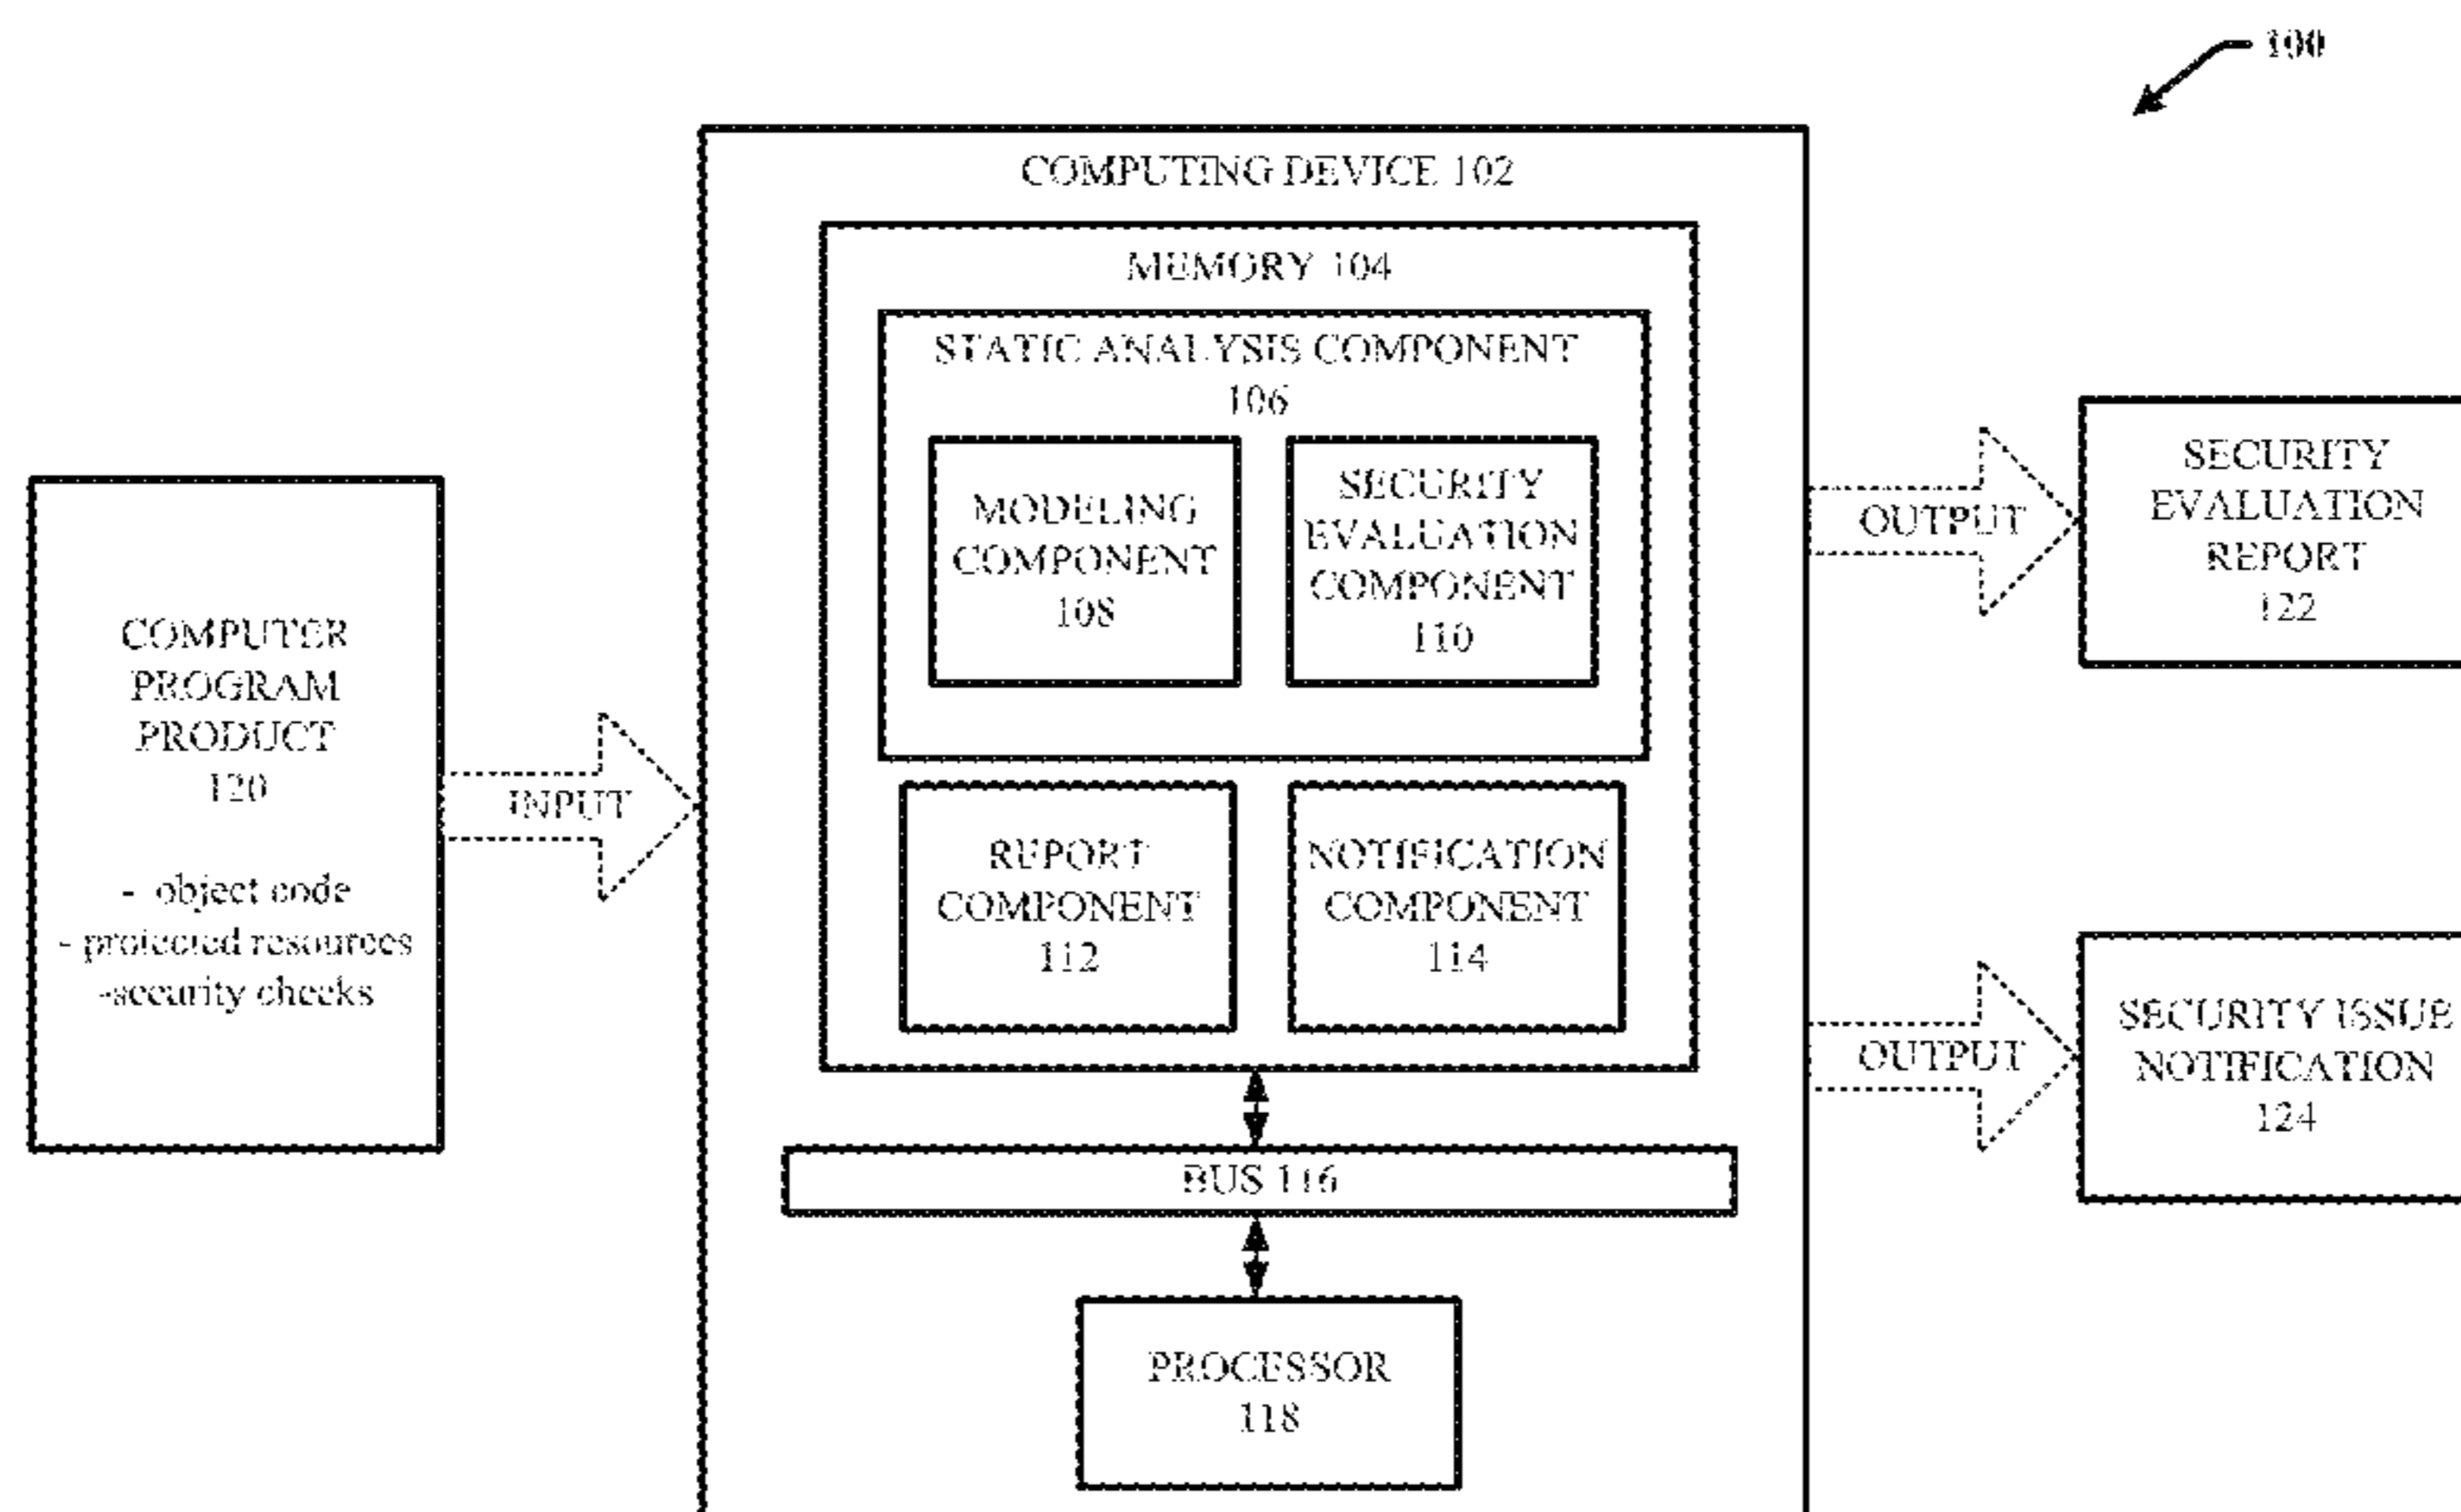 100
COMPUTING DEVICE 102
MEMORY 104
STATIC ANALYSIS COMPONENT
106
MODELING
COMPONENT
108
SECURITY
EVALUATION
COMPONENT
110
REPORT
COMPONENT
112
NOTIFICATION
COMPONENT
114
BUS 116
PROCESSOR
118
COMPUTER
PROGRAM
PRODUCT
120
- object code
- protected resources
-security checks
INPUT
OUTPUT
SECURITY
EVALUATION
REPORT
122
OUTPUT
SECURITY ISSUE
NOTIFICATION
124